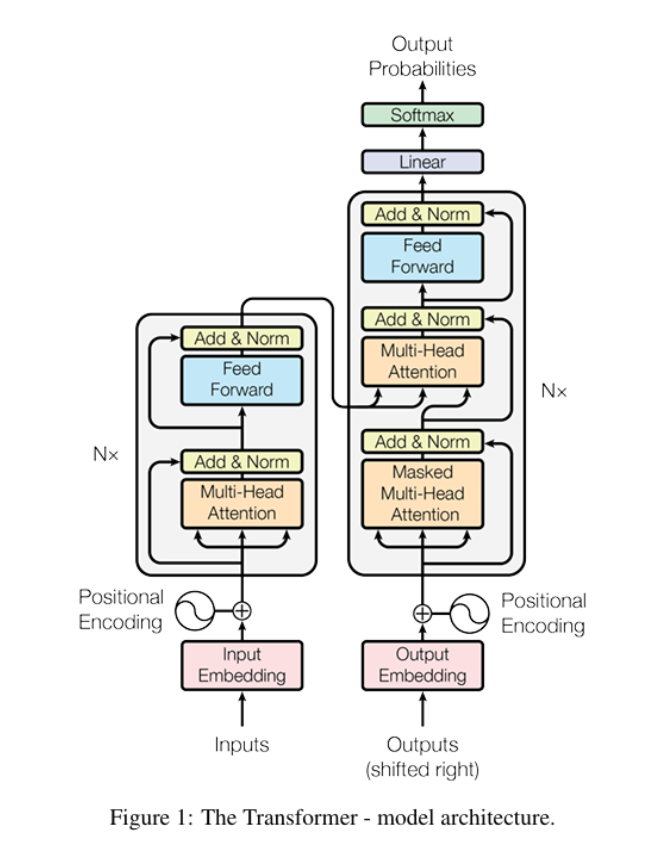 Output
Probabilities
Softmax
Linear
Add & Norm
Feed
Forward
Add & Norm
Multi-Head
Attention
Add & Norm
Masked
Multi-Head
Attention
Nx
Add & Norm
Feed
Forward
Add & Norm
Multi-Head
Attention
Nx
Positional
Encoding
Positional
Encoding
Input
Embedding
Output
Embedding
Inputs
Outputs
(shifted right)
Figure 1: The Transformer - model architecture.